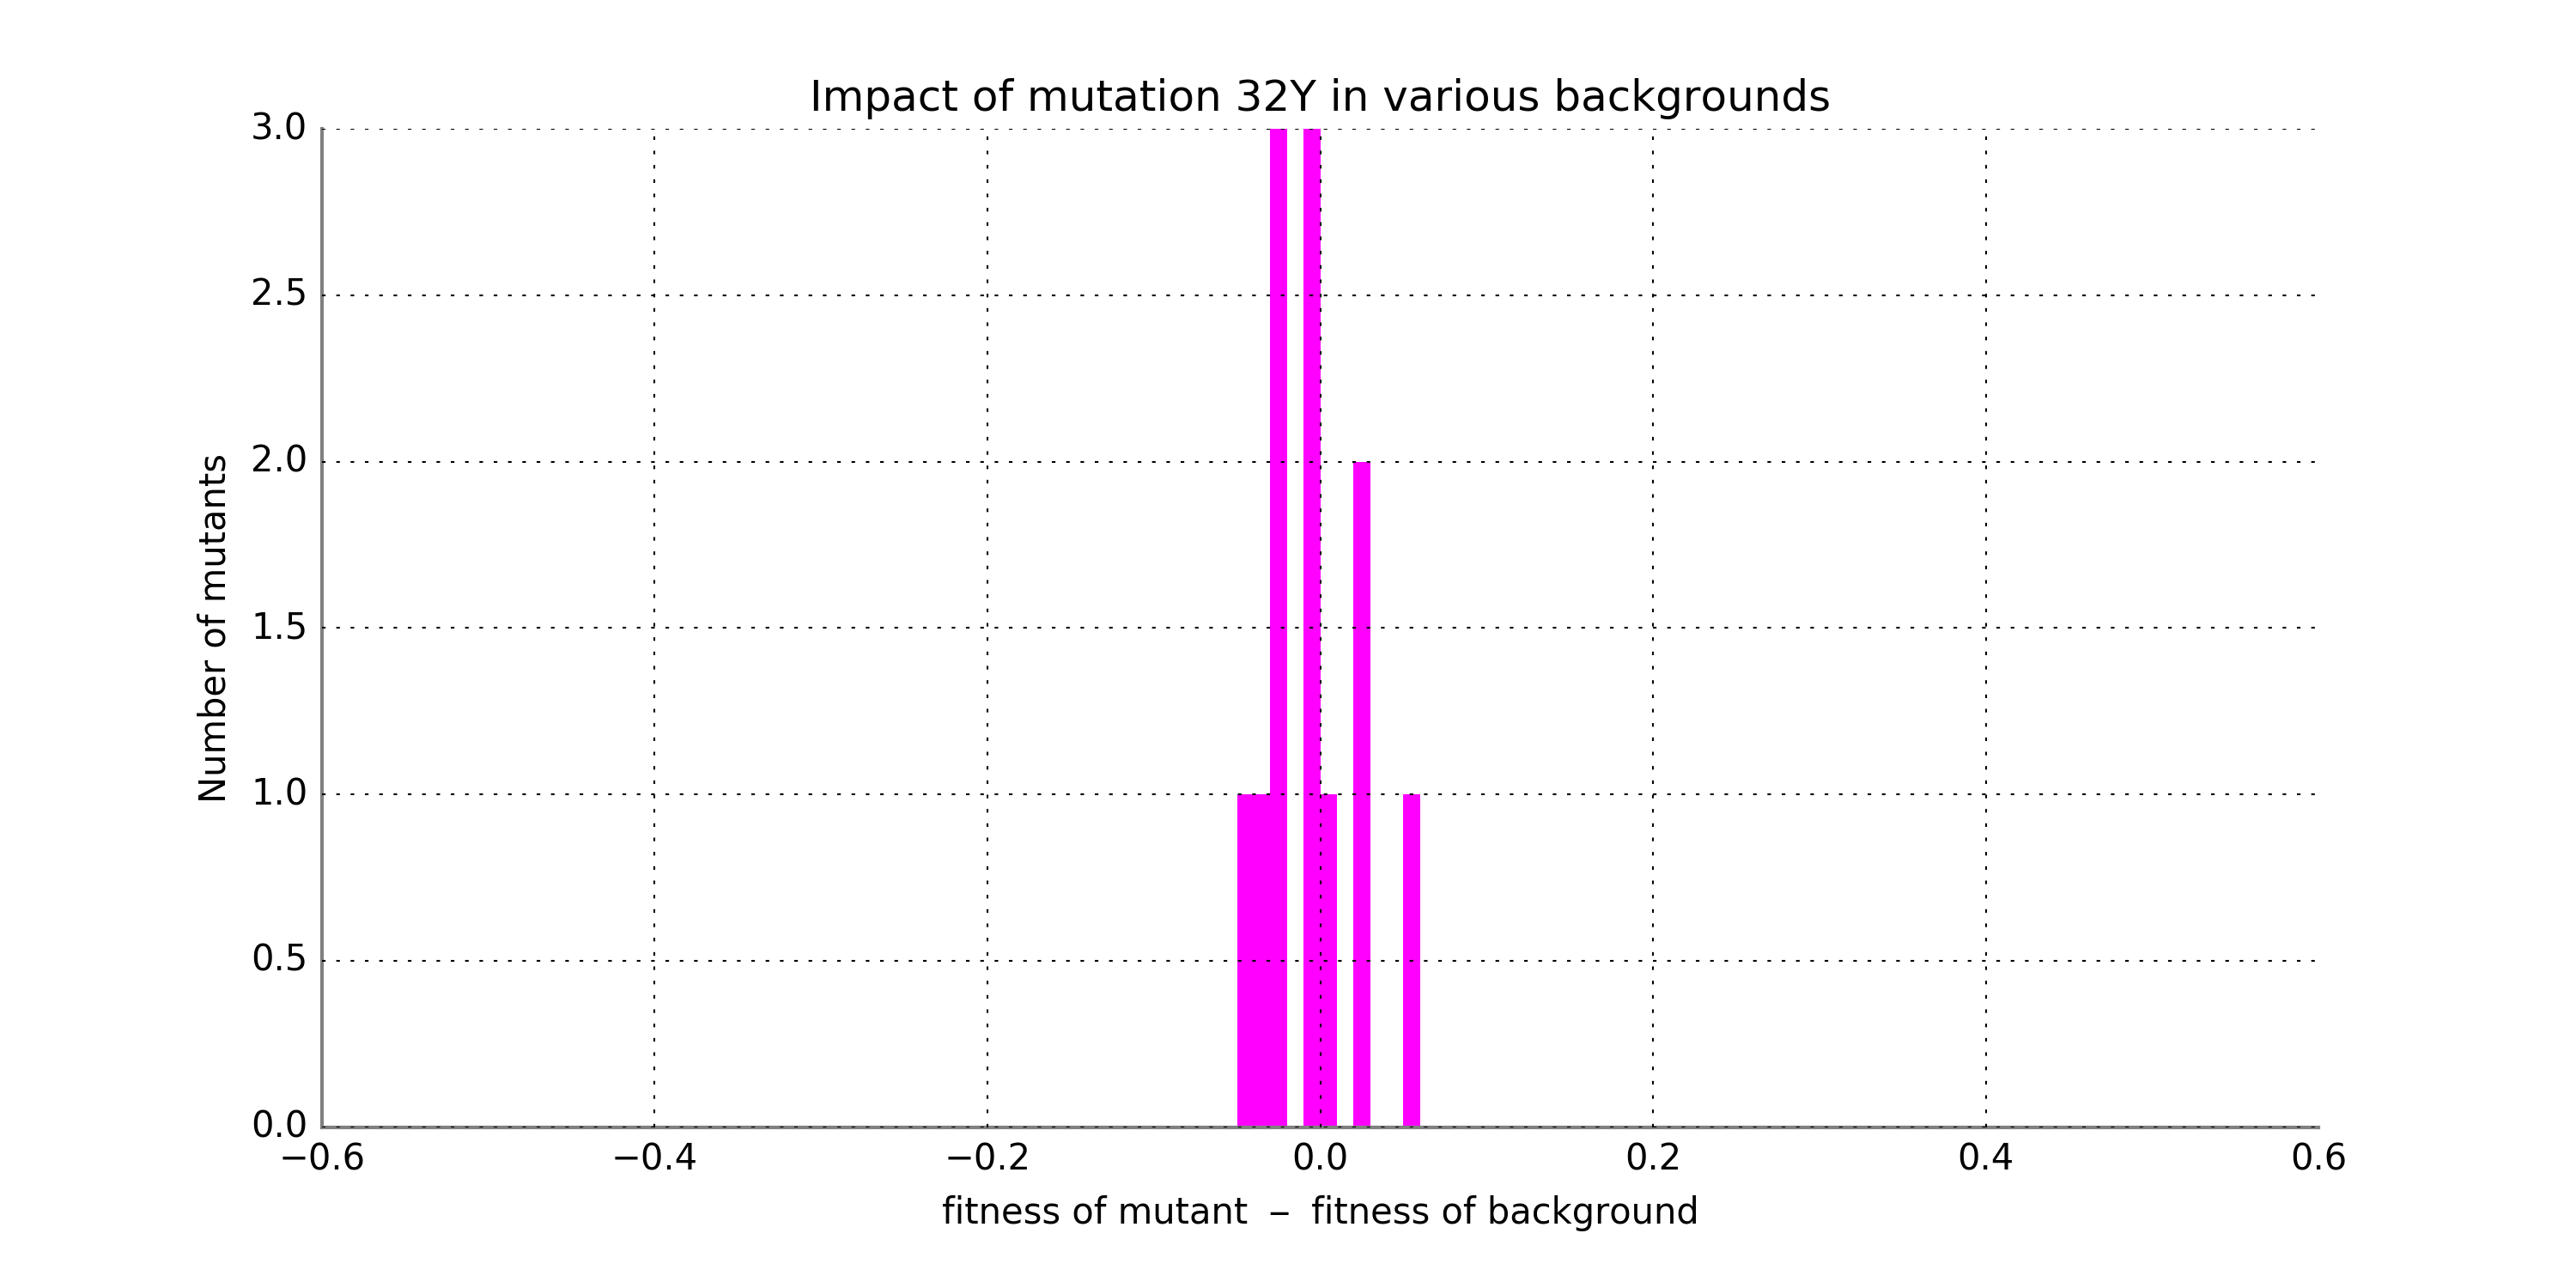 Impact of mutation 32Y in various backgrounds
3.0
2.5
2.0
1.5
1.0
0.5
0.0
Number of mutants
−0.6 −0.4 −0.2 0.0 0.2 0.4 0.6
fitness of mutant − fitness of background